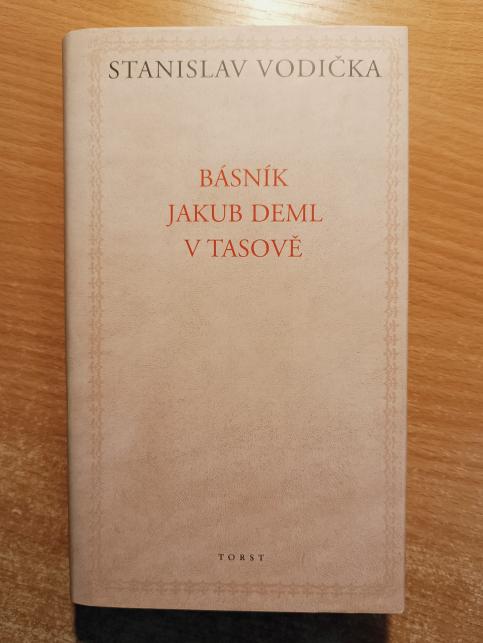 STANISLAV VODIČKA
BÁSNÍK
JAKUB DEML
V TASOVĚ
TORST